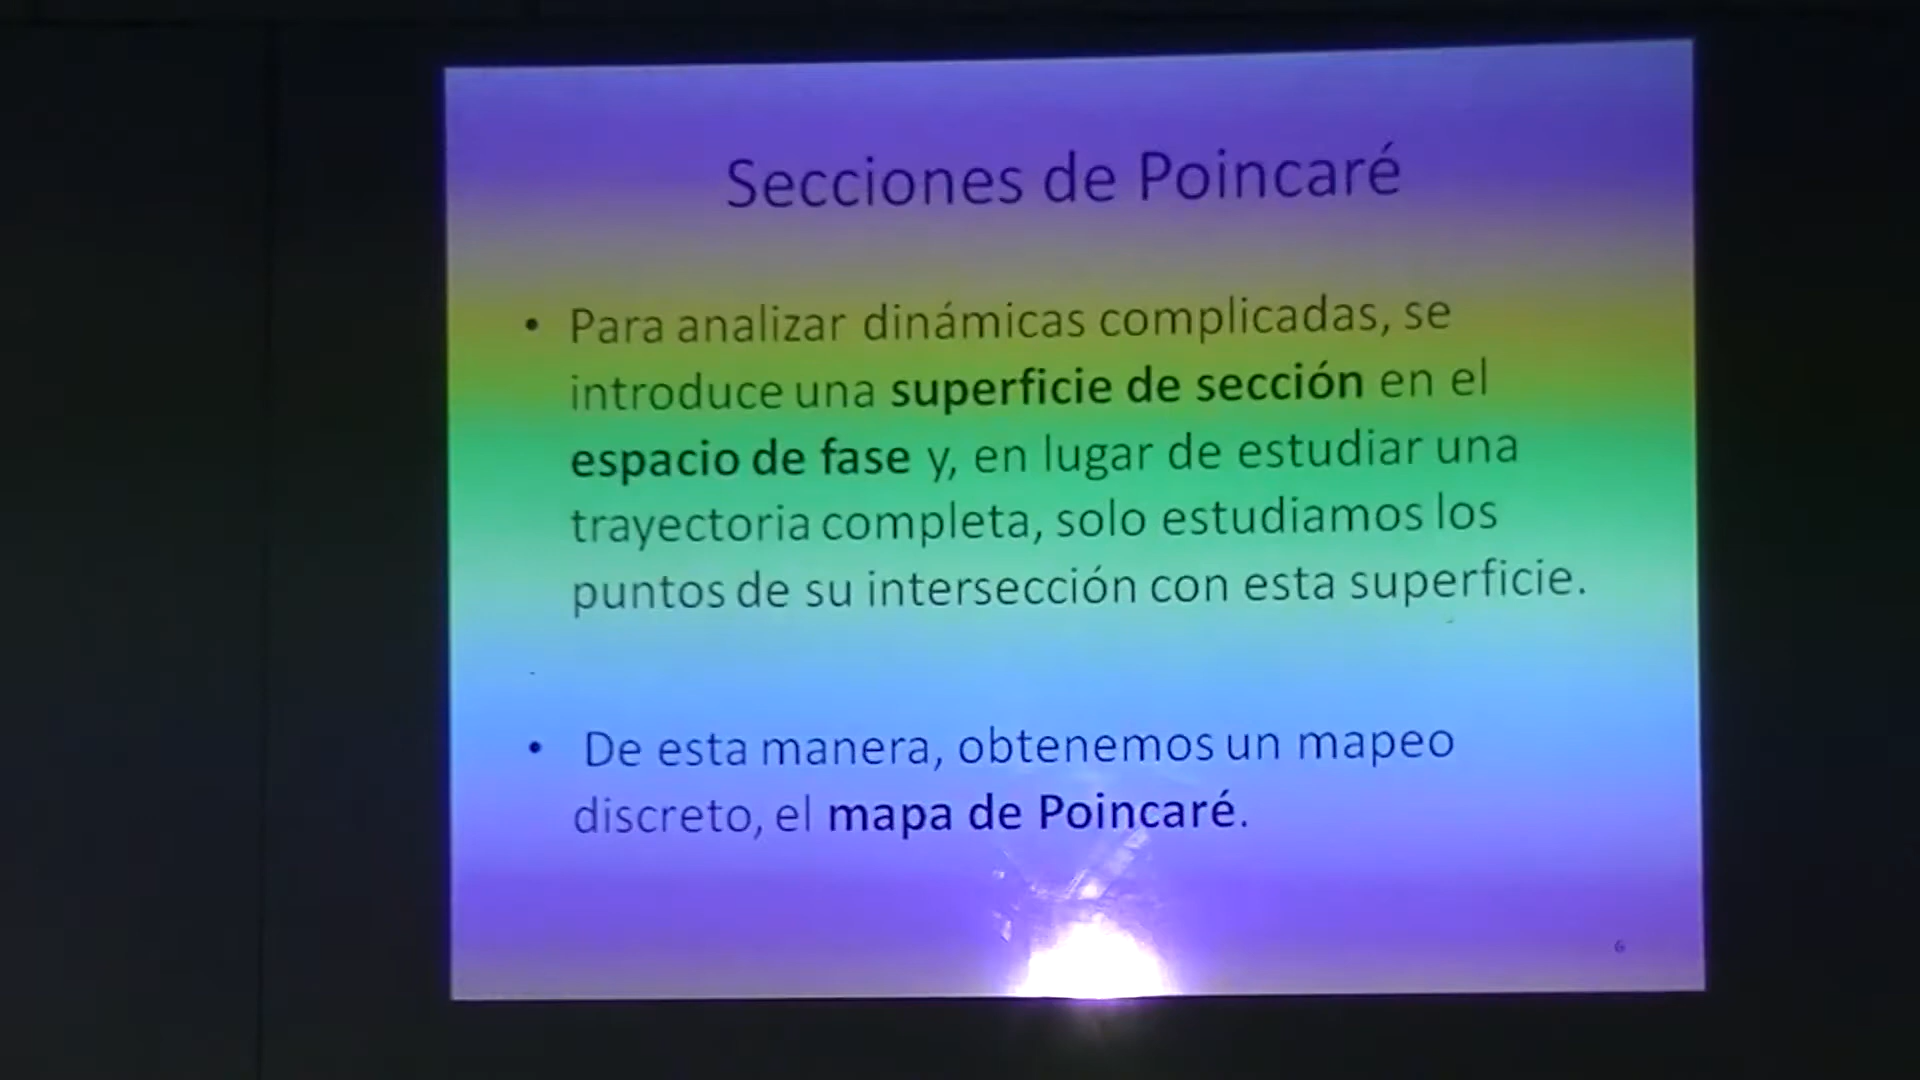 Secciones de Poincaré
• Para analizar dinámicas complicadas, se
introduce una superficie de sección en el
espacio de fase y, en lugar de estudiar una
trayectoria completa, solo estudiamos los
puntos de su intersección con esta superficie.
• De esta manera, obtenemos un mapeo
discreto, el mapa de Poincaré.
6